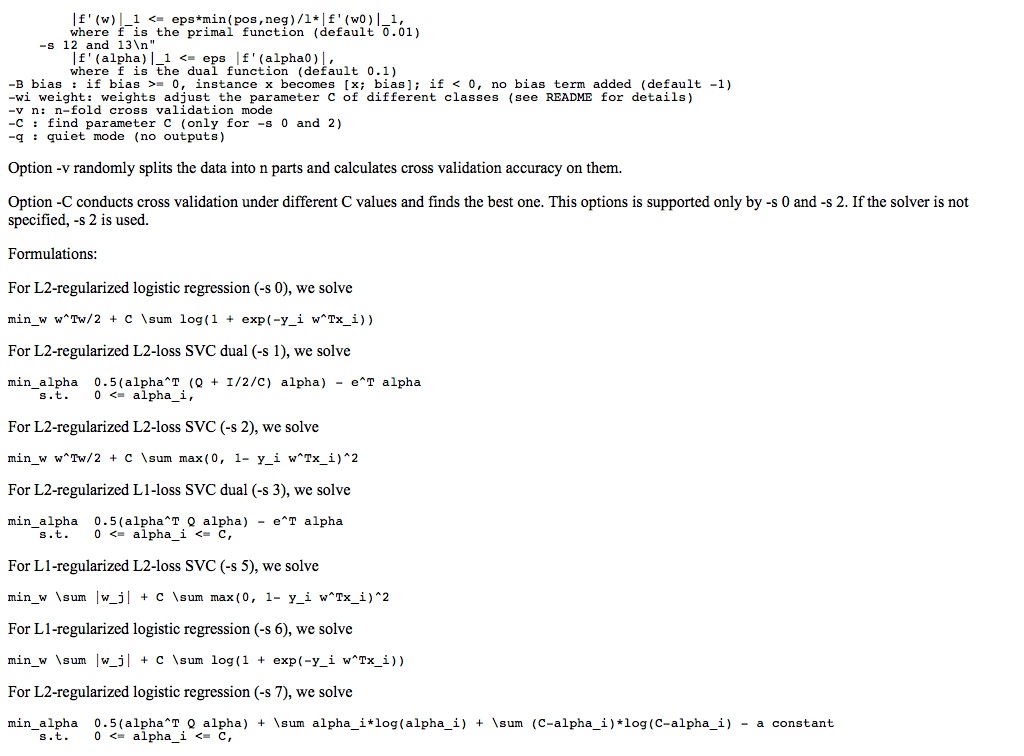 |f'(w)|_1 <= eps*min(pos,neg)/l*|f'(w0)|_1,
where f is the primal function (default 0.01)
-s 12 and 13\n"
|f'(alpha)|_1 <= eps |f'(alpha0)|,
where f is the dual function (default 0.1)
-B bias : if bias >= 0, instance x becomes [x; bias]; if < 0, no bias term added (default -1)
-wi weight: weights adjust the parameter C of different classes (see README for details)
-v n: n-fold cross validation mode
-C : find parameter C (only for -s 0 and 2)
-q : quiet mode (no outputs)
Option -v randomly splits the data into n parts and calculates cross validation accuracy on them.
Option -C conducts cross validation under different C values and finds the best one. This options is supported only by -s 0 and -s 2. If the solver is not
specified, -s 2 is used.
Formulations:
For L2-regularized logistic regression (-s 0), we solve
min_w w^Tw/2 + C \sum log(1 + exp(-y_i w^Tx_i))
For L2-regularized L2-loss SVC dual (-s 1), we solve
min_alpha  0.5(alpha^T (Q + I/2/C) alpha) - e^T alpha
s.t.   0 <= alpha_i,
For L2-regularized L2-loss SVC (-s 2), we solve
min_w w^Tw/2 + C \sum max(0, 1- y_i w^Tx_i)^2
For L2-regularized L1-loss SVC dual (-s 3), we solve
min_alpha  0.5(alpha^T Q alpha) - e^T alpha
s.t.   0 <= alpha_i <= C,
For L1-regularized L2-loss SVC (-s 5), we solve
min_w \sum |w_j| + C \sum max(0, 1- y_i w^Tx_i)^2
For L1-regularized logistic regression (-s 6), we solve
min_w \sum |w_j| + C \sum log(1 + exp(-y_i w^Tx_i))
For L2-regularized logistic regression (-s 7), we solve
min_alpha  0.5(alpha^T Q alpha) + \sum alpha_i*log(alpha_i) + \sum (C-alpha_i)*log(C-alpha_i) - a constant
s.t.   0 <= alpha_i <= C,